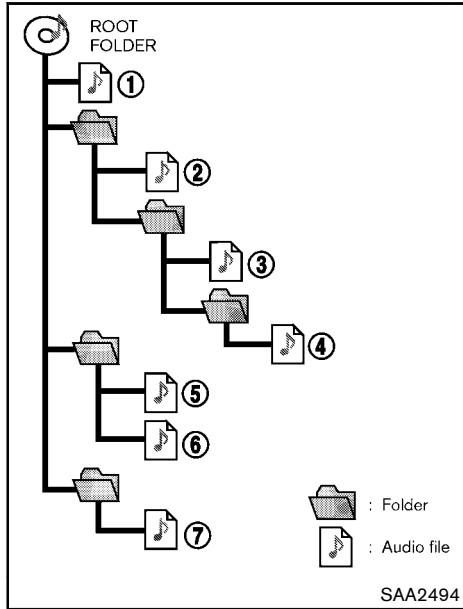 ROOT
FOLDER
①
②
③
④
⑤
⑥
⑦
: Folder
: Audio file
SAA2494